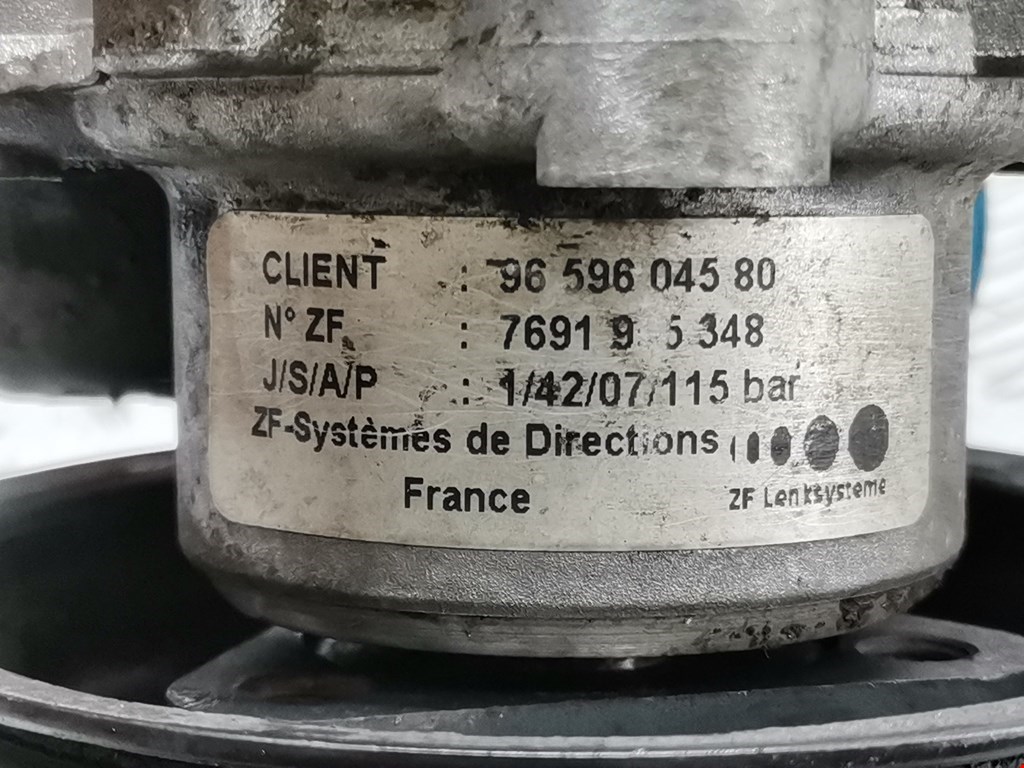 CLIENT : 96 596 045 80
N° ZF : 7691 9 5 348
J/S/A/P : 1/42/07/115 bar
ZF-Systèmes de Directions
France
ZF Lenksysteme